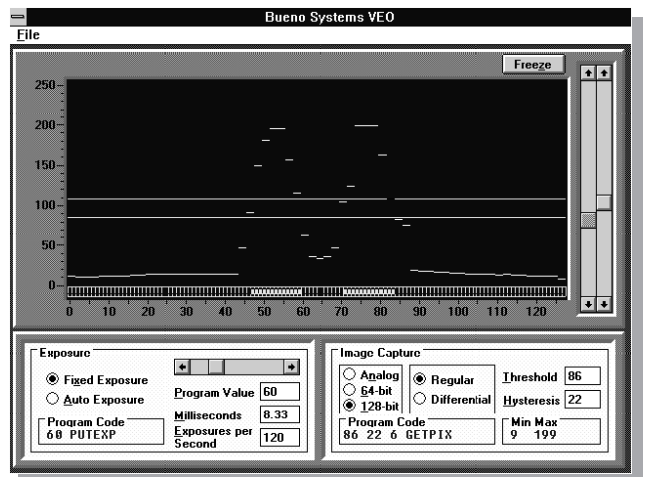 Bueno Systems VEO
File
Freeze
250
200
150
100
50
0
0 10 20 30 40 50 60 70 80 90 100 110 120
Exposure
Fixed Exposure
Auto Exposure
Program Value 60
Milliseconds 8.33
Exposures per
Second 120
Program Code
60 PUTEXP
Image Capture
Analog
64-bit
128-bit
Regular
Differential
Threshold 86
Hysteresis 22
Program Code
86 22 6 GETPIX
Min Max
9 199